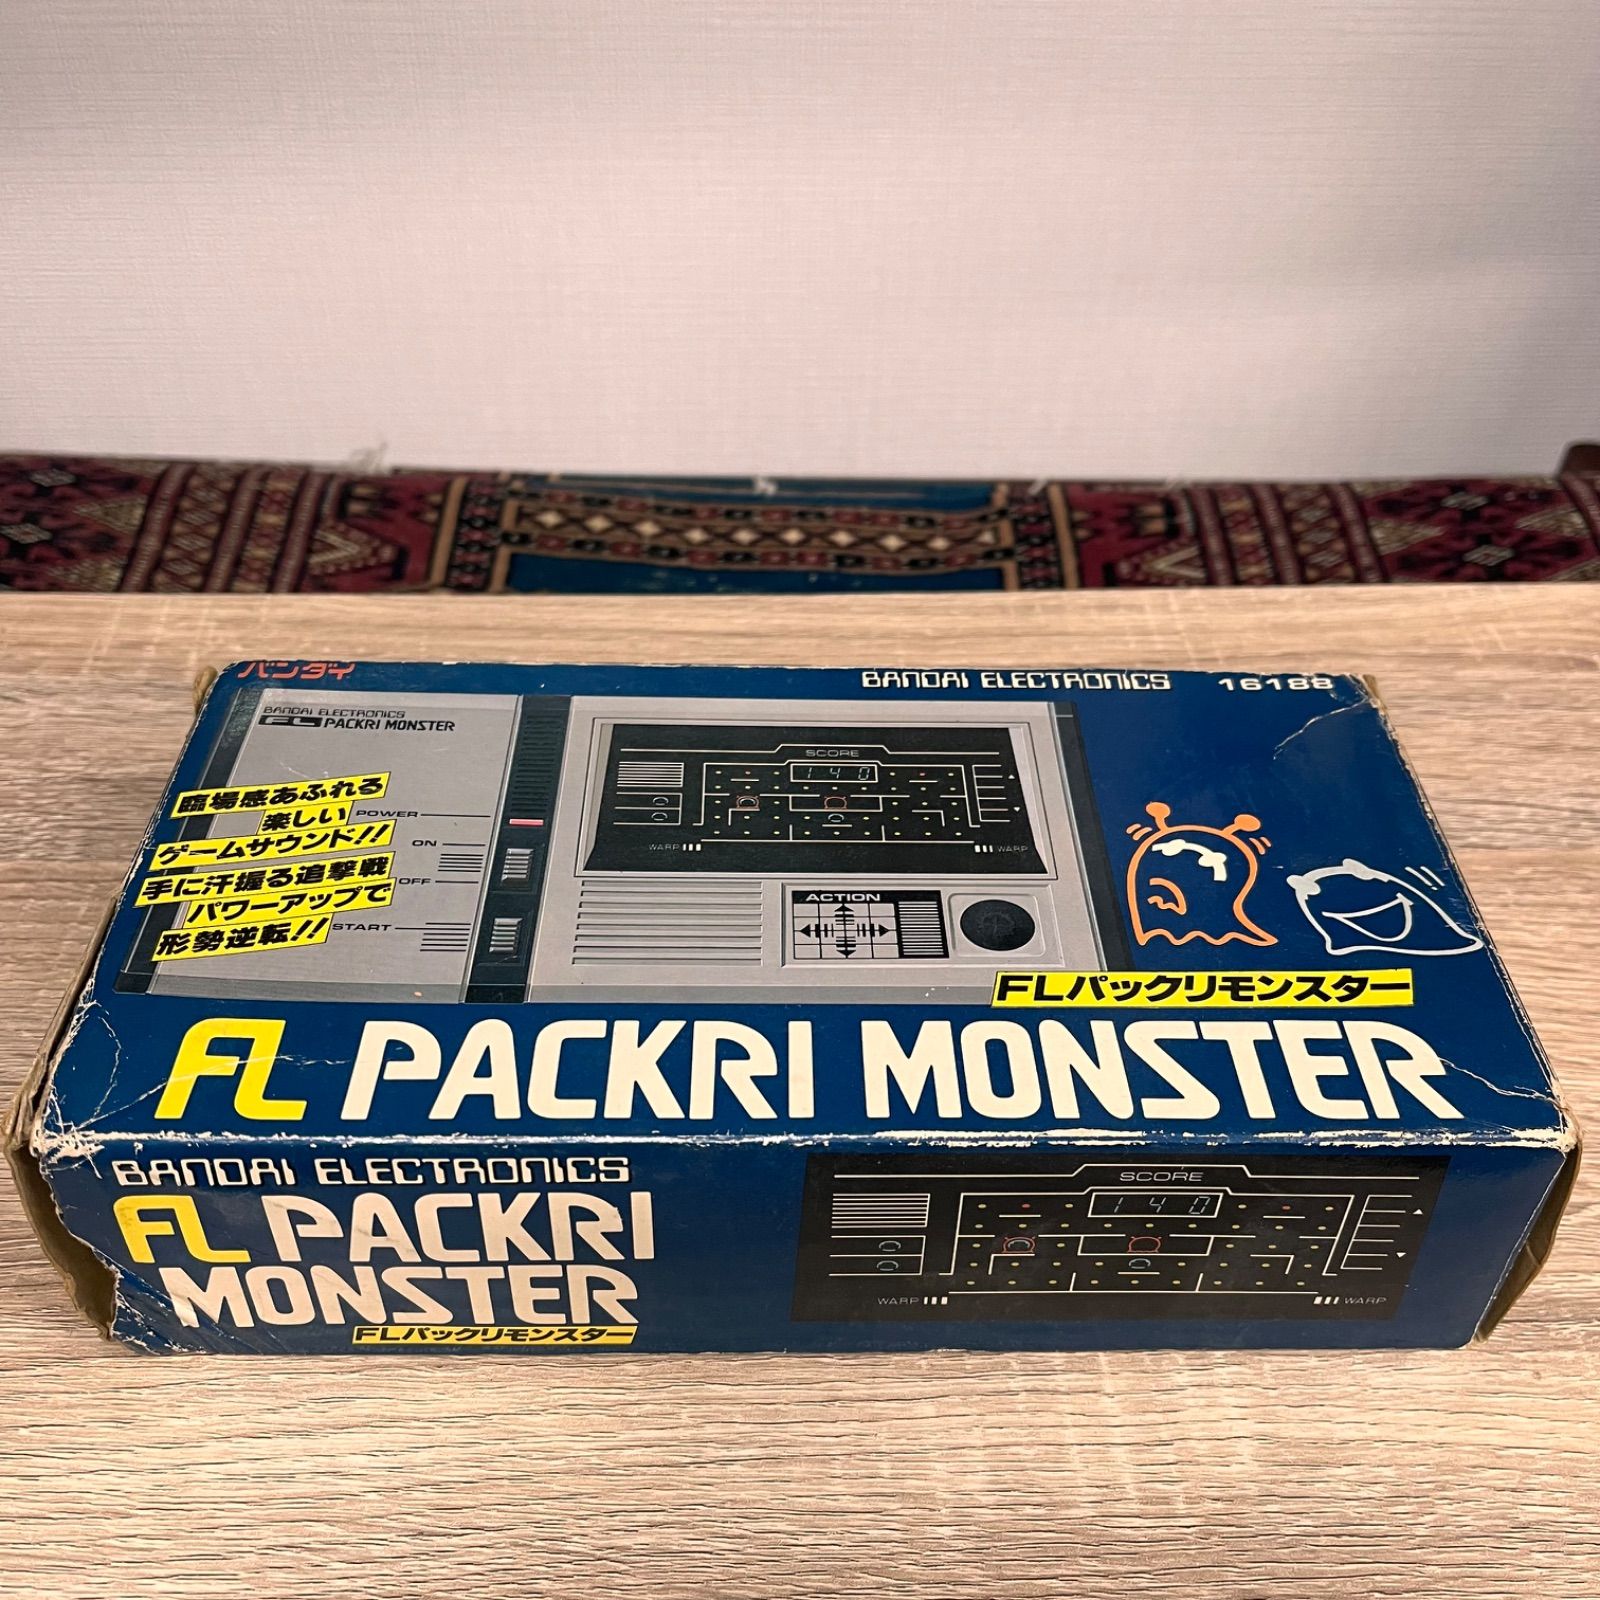 バンダイ
BANDAI ELECTRONICS 16188
BANDAI ELECTRONICS
FL PACKRI MONSTER
臨場感あふれる
楽しい
ゲームサウンド!!
手に汗握る追撃戦
パワーアップで
形勢逆転!!
POWER
ON
OFF
START
SCORE
140
WARP
WARP
ACTION
FLパックリモンスター
FL PACKRI MONSTER
BANDAI ELECTRONICS
FL PACKRI
MONSTER
FLパックリモンスター
SCORE
140
WARP
WARP